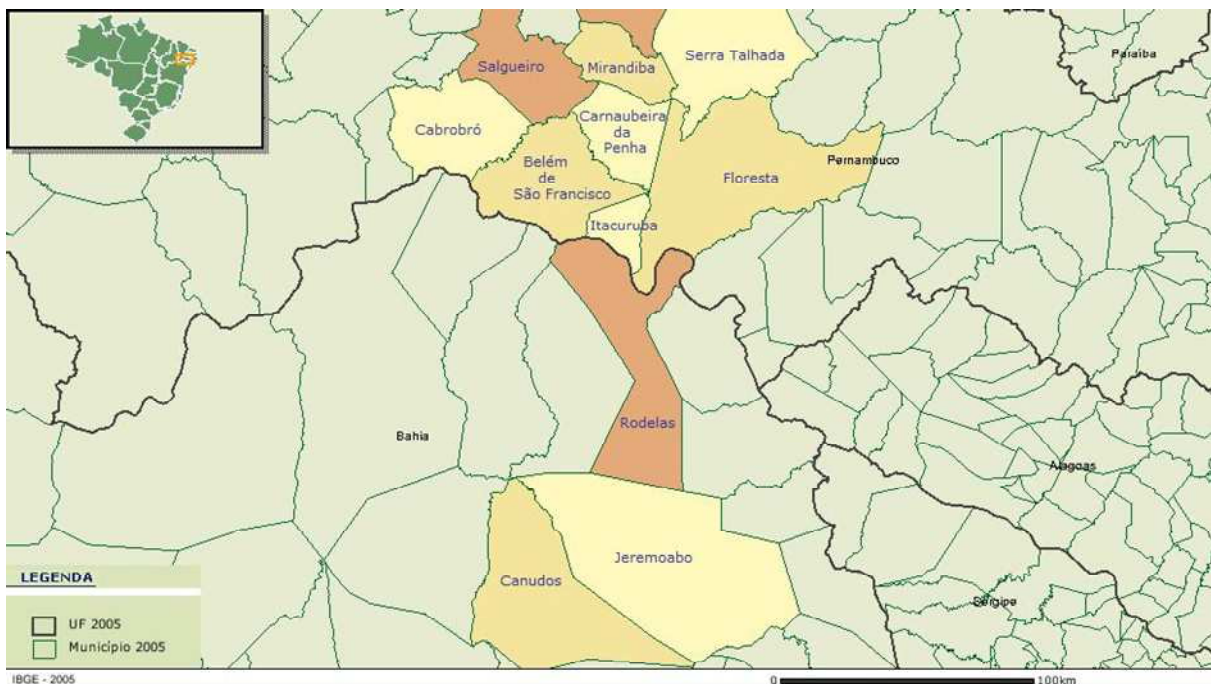 Salgueiro
Mirandiba
Serra Talhada
Paraíba
Cabrobró
Carnaubeira
da
Penha
Belém
de
São Francisco
Floresta
Pernambuco
Itacuruba
Rodelas
Bahia
Alagoas
Jeremoabo
Canudos
Sergipe
LEGENDA
UF 2005
Município 2005
IBGE - 2005
0
100km